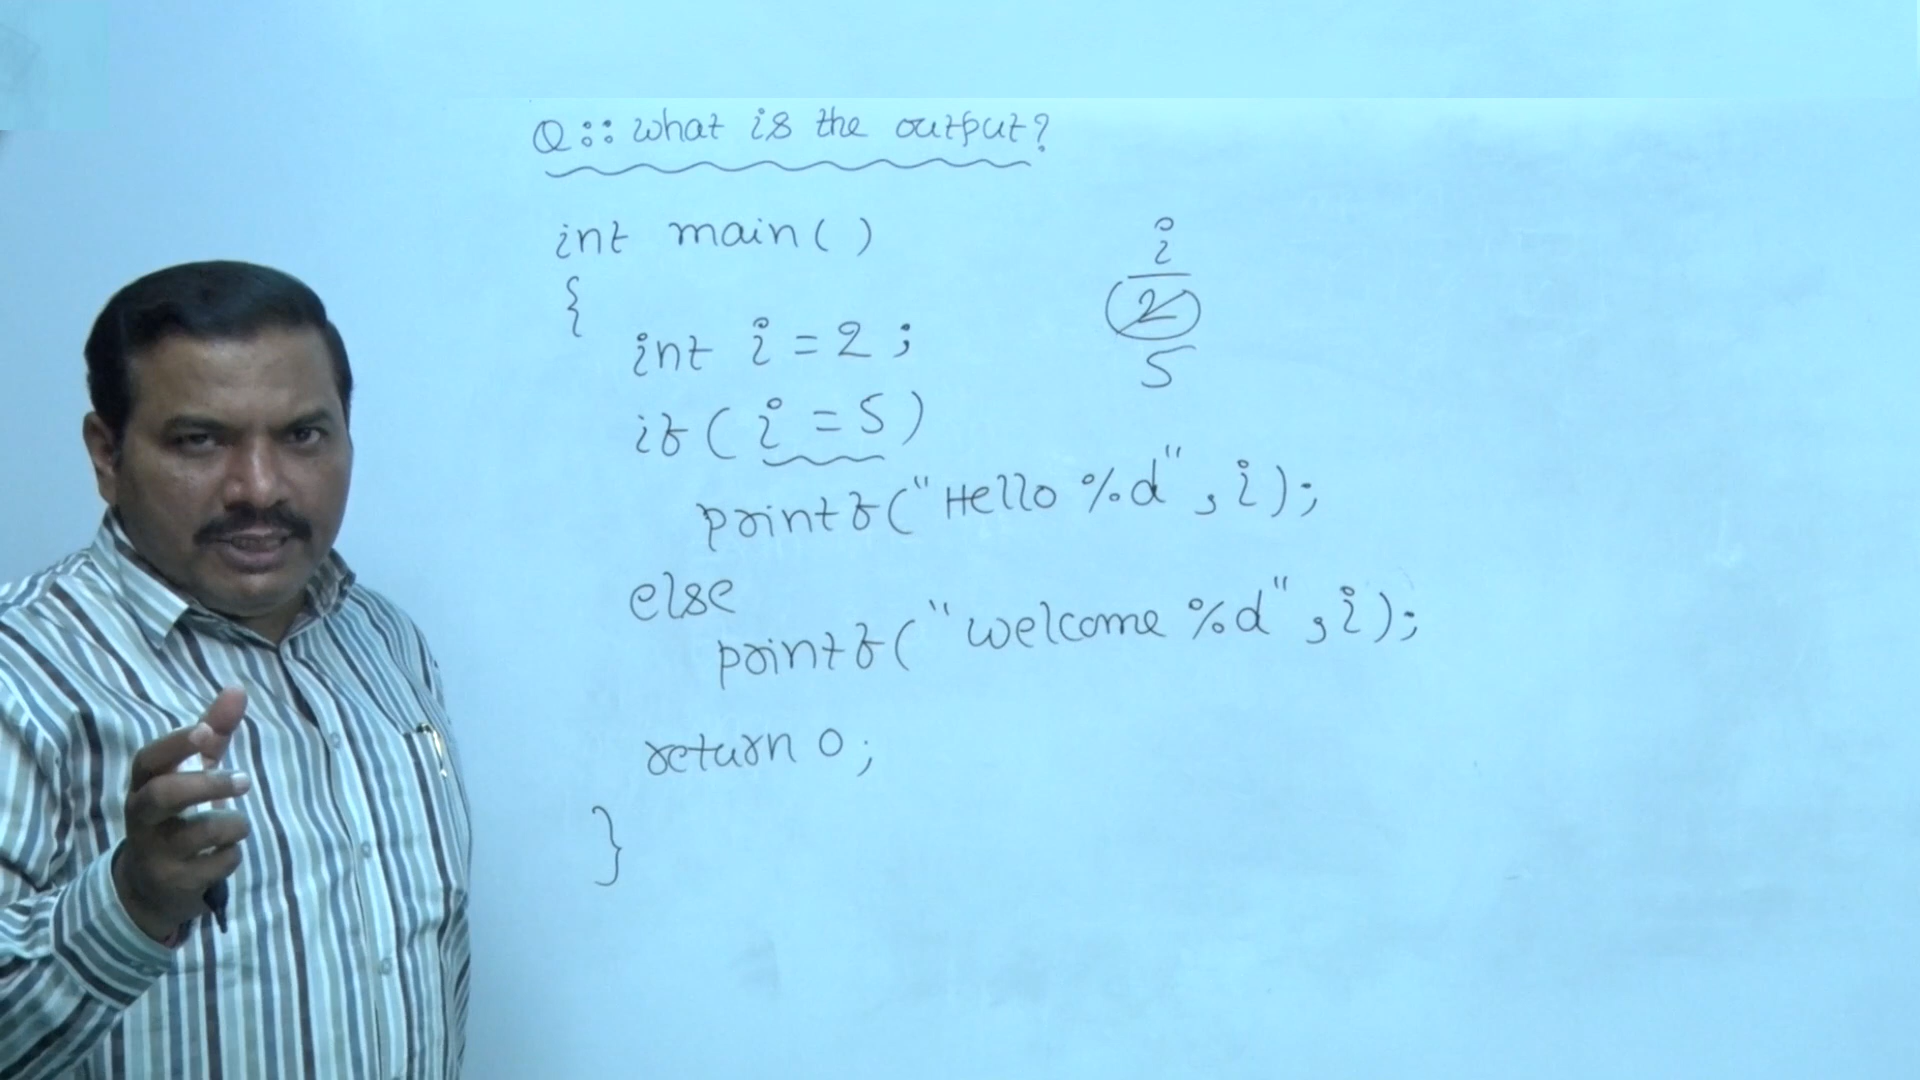 Q :: what is the output?
int main( )
{
int i = 2 ;
if ( i = 5 )
printf("Hello %d" , i );
else
printf("welcome %d" , i );
return 0 ;
}
i
2
5